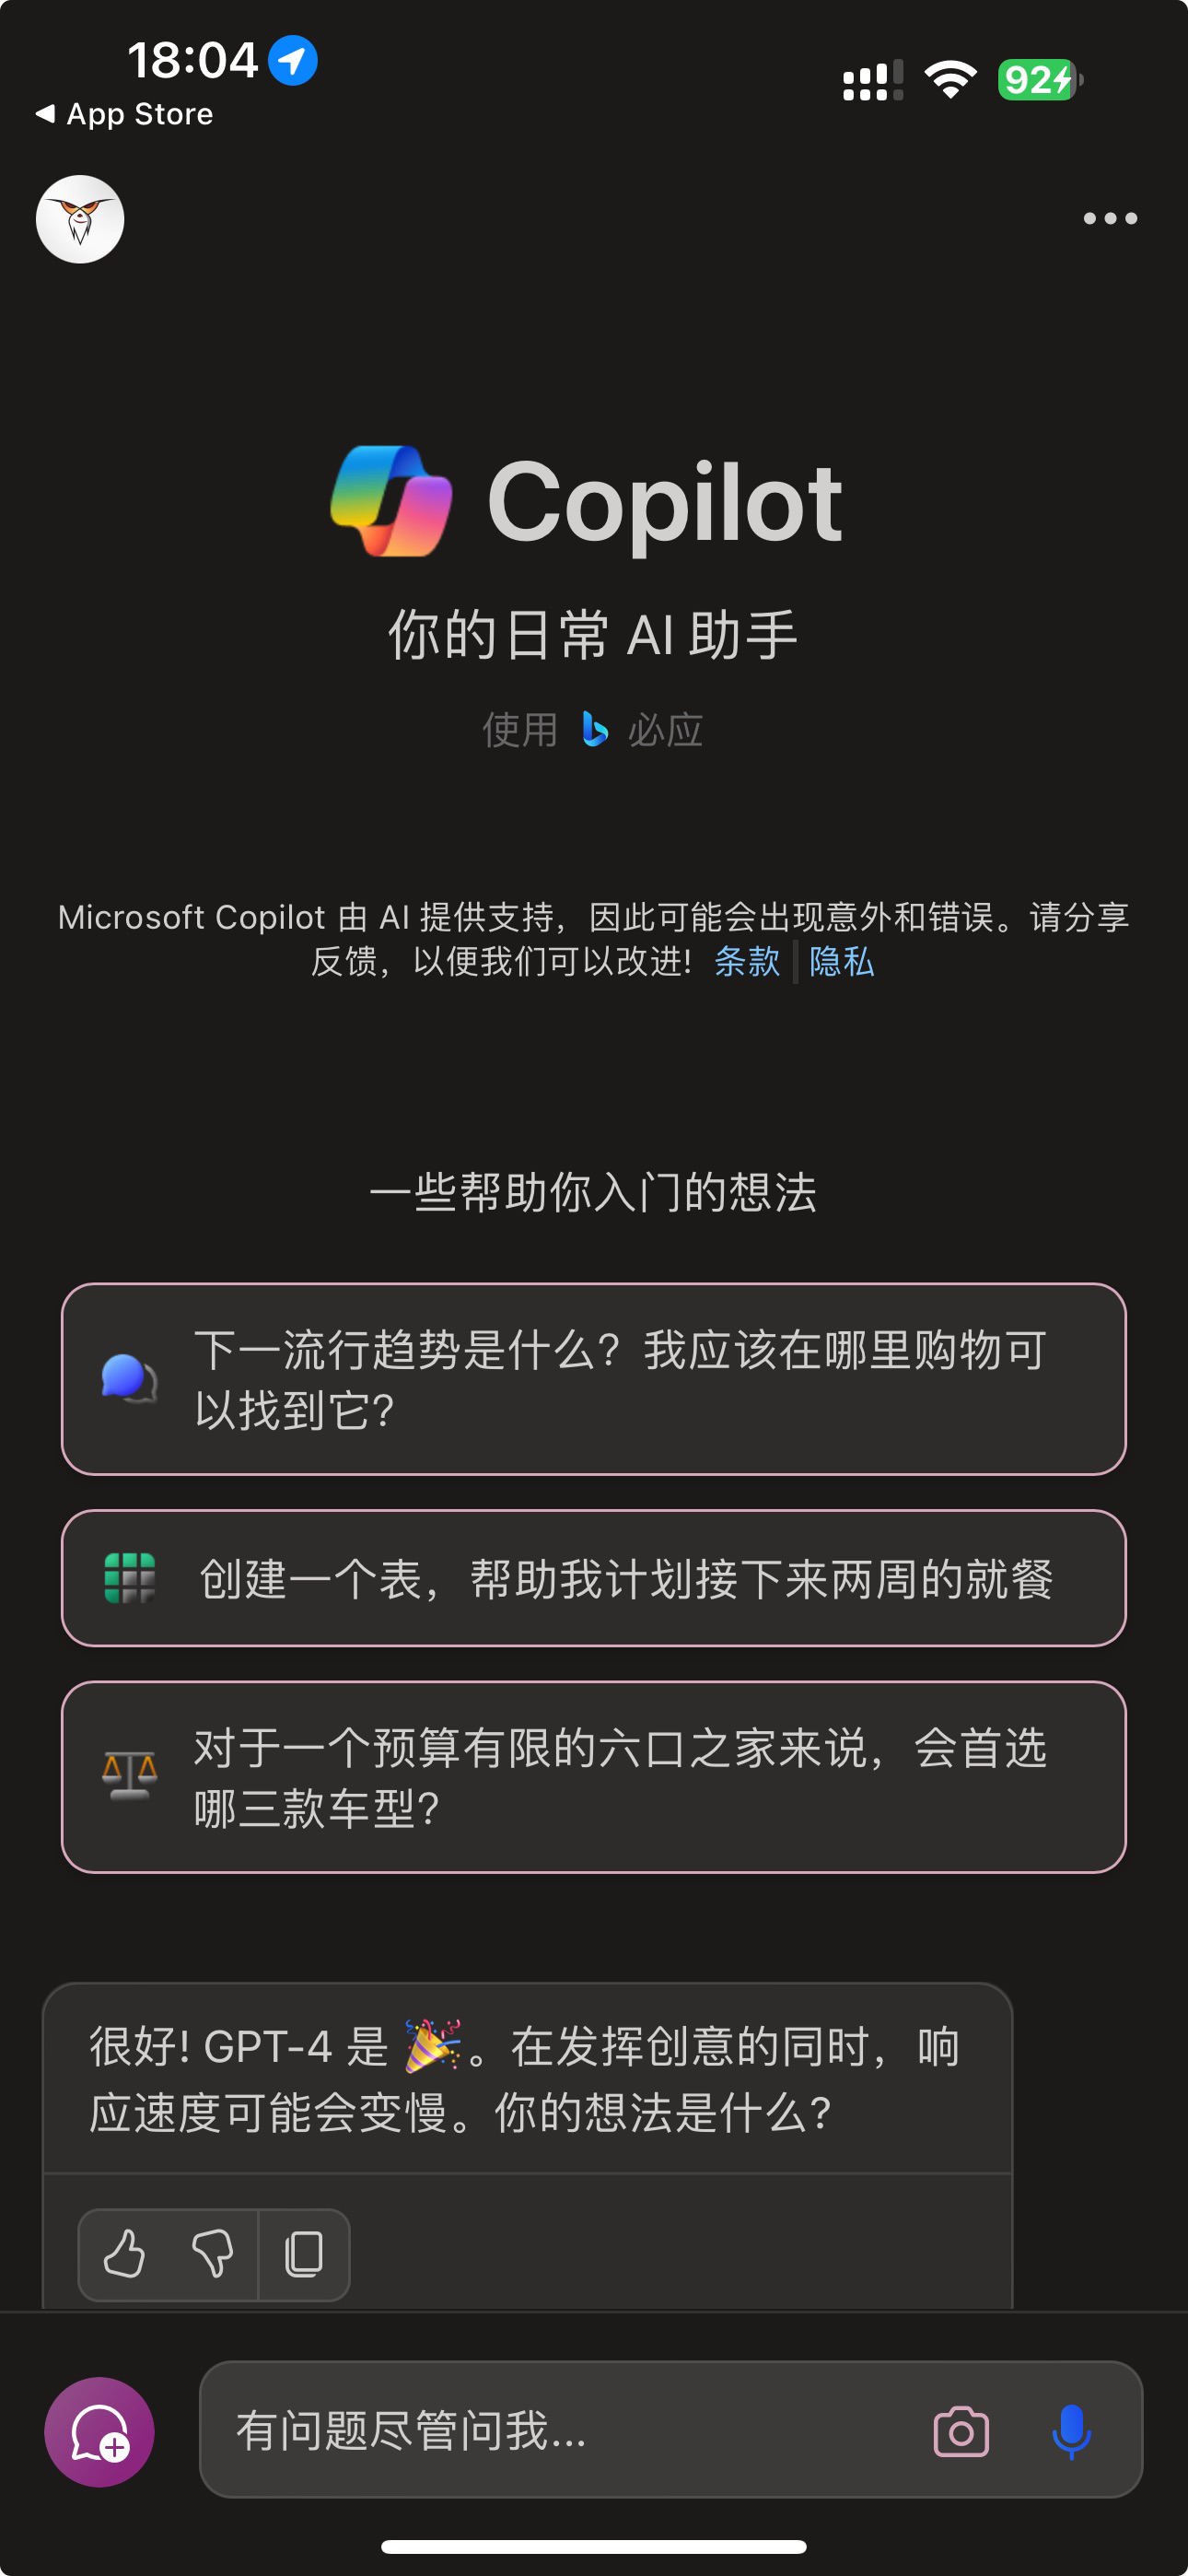 18:04
92
App Store
Copilot
你的日常 AI 助手
使用 必应
Microsoft Copilot 由 AI 提供支持，因此可能会出现意外和错误。请分享
反馈，以便我们可以改进! 条款 隐私
一些帮助你入门的想法
下一流行趋势是什么？我应该在哪里购物可
以找到它?
创建一个表，帮助我计划接下来两周的就餐
对于一个预算有限的六口之家来说，会首选
哪三款车型?
很好! GPT-4 是 🎉。在发挥创意的同时，响
应速度可能会变慢。你的想法是什么?
有问题尽管问我...